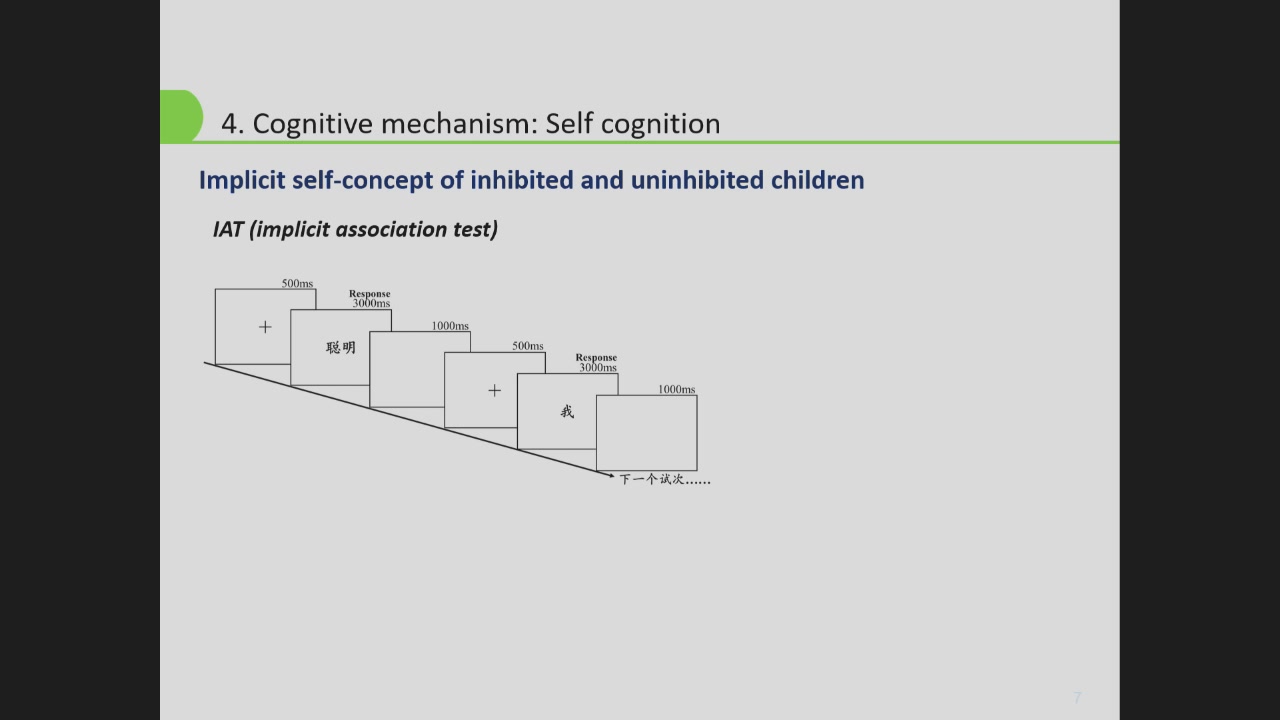 4. Cognitive mechanism: Self cognition
Implicit self-concept of inhibited and uninhibited children
IAT (implicit association test)
500ms
+
Response
3000ms
聪明
1000ms
500ms
+
Response
3000ms
我
1000ms
下一个试次......
7